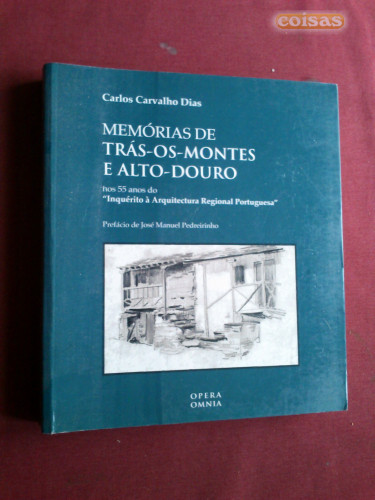 coisas
Carlos Carvalho Dias
MEMÓRIAS DE
TRÁS-OS-MONTES
E ALTO-DOURO
nos 55 anos do
“Inquérito à Arquitectura Regional Portuguesa”
Prefácio de José Manuel Pedreirinho
OPERA
OMNIA